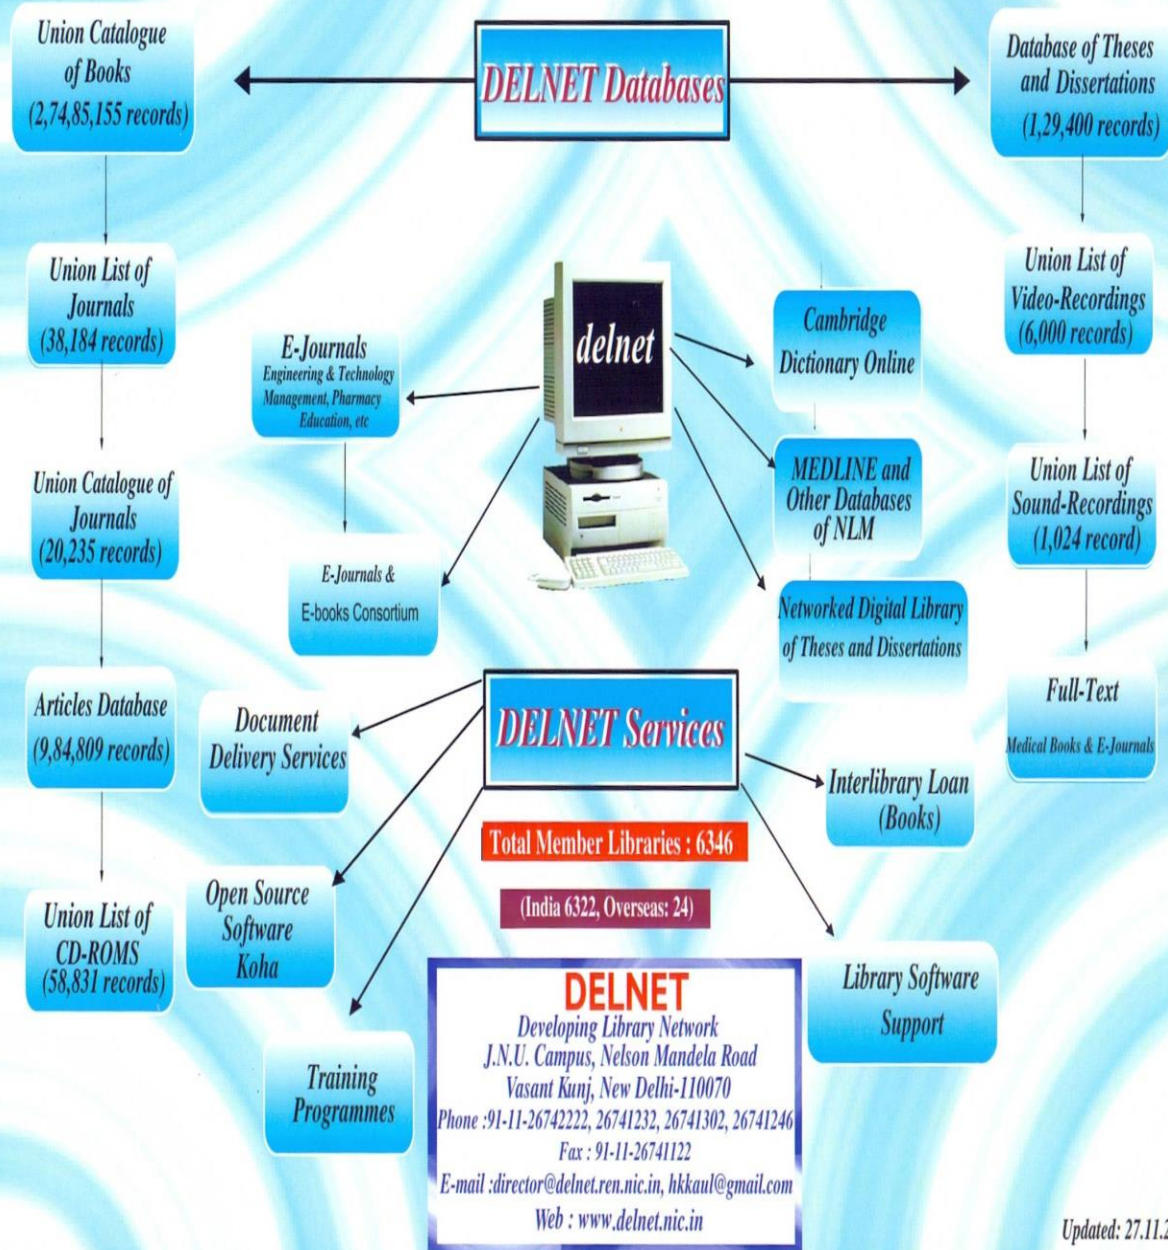 DELNET Databases
Union Catalogue
of Books
(2,74,85,155 records)
Union List of
Journals
(38,184 records)
Union Catalogue of
Journals
(20,235 records)
Articles Database
(9,84,809 records)
Union List of
CD-ROMS
(58,831 records)
Database of Theses
and Dissertations
(1,29,400 records)
Union List of
Video-Recordings
(6,000 records)
Union List of
Sound-Recordings
(1,024 record)
Full-Text
Medical Books & E-Journals
delnet
E-Journals
Engineering & Technology
Management, Pharmacy
Education, etc
E-Journals &
E-books Consortium
Cambridge
Dictionary Online
MEDLINE and
Other Databases
of NLM
Networked Digital Library
of Theses and Dissertations
DELNET Services
Document
Delivery Services
Open Source
Software
Koha
Training
Programmes
Interlibrary Loan
(Books)
Library Software
Support
Total Member Libraries : 6346
(India 6322, Overseas: 24)
DELNET
Developing Library Network
J.N.U. Campus, Nelson Mandela Road
Vasant Kunj, New Delhi-110070
Phone :91-11-26742222, 26741232, 26741302, 26741246
Fax : 91-11-26741122
E-mail :director@delnet.ren.nic.in, hkkaul@gmail.com
Web : www.delnet.nic.in
Updated: 27.11.2